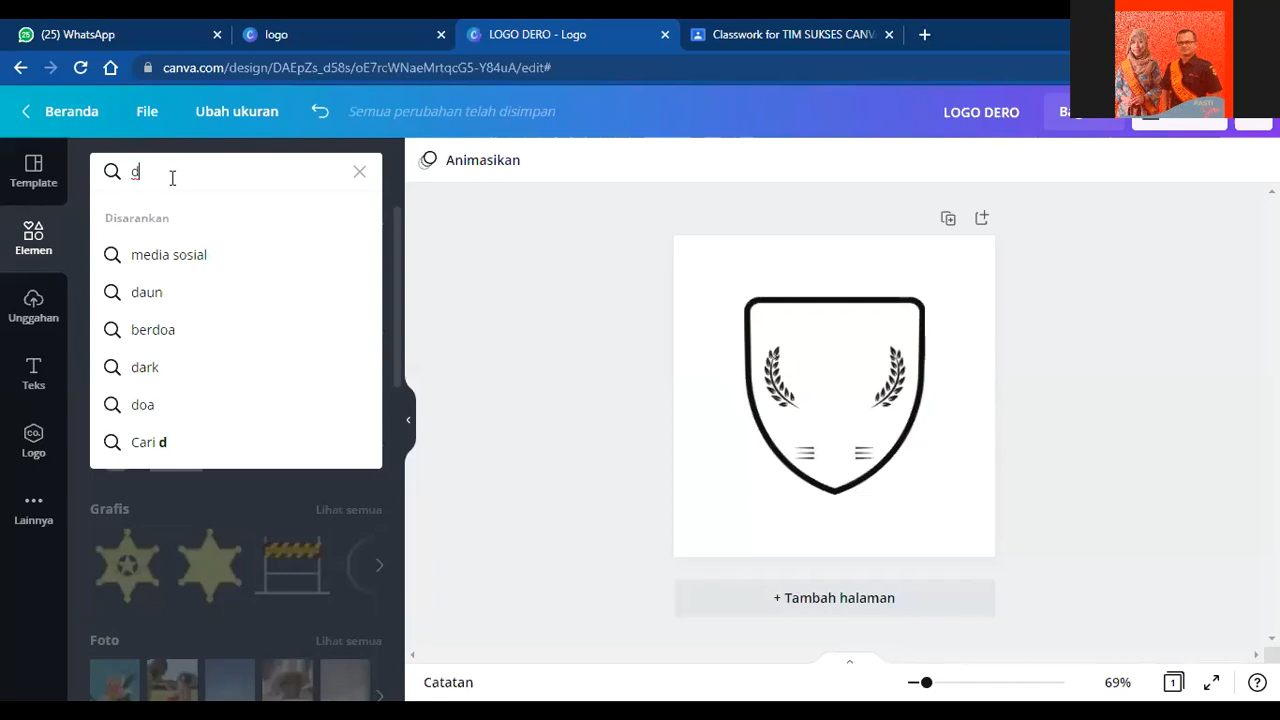 (25) WhatsApp
logo
LOGO DERO - Logo
Classwork for TIM SUKSES CANV
canva.com/design/DAEpZs_d58s/oE7rcWNaeMrtqcG5-Y84uA/edit#
Beranda
File
Ubah ukuran
Semua perubahan telah disimpan
LOGO DERO
Template
Elemen
Unggahan
Teks
CO.
Logo
Lainnya
d
Disarankan
media sosial
daun
berdoa
dark
doa
Cari d
Grafis
Lihat semua
Foto
Lihat semua
Animasikan
+ Tambah halaman
Catatan
69%
1
?